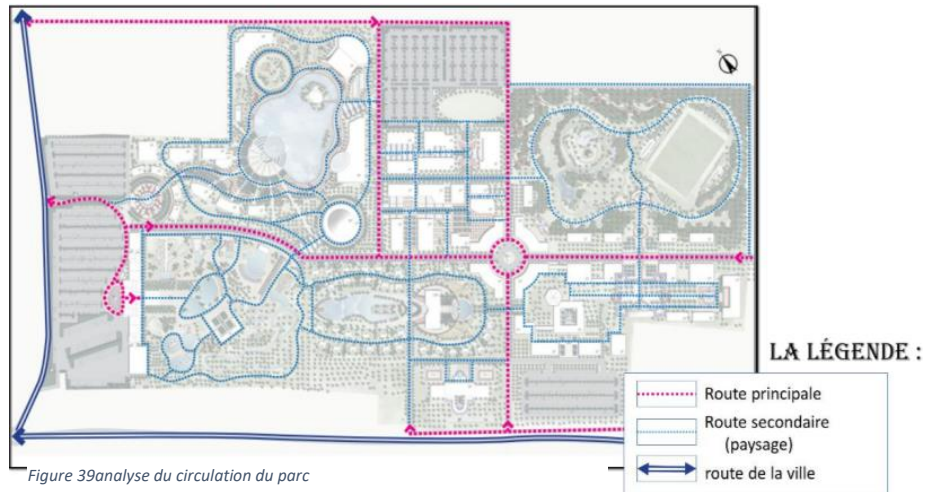 LA LÉGENDE :
Route principale
Route secondaire
(paysage)
route de la ville
Figure 39analyse du circulation du parc